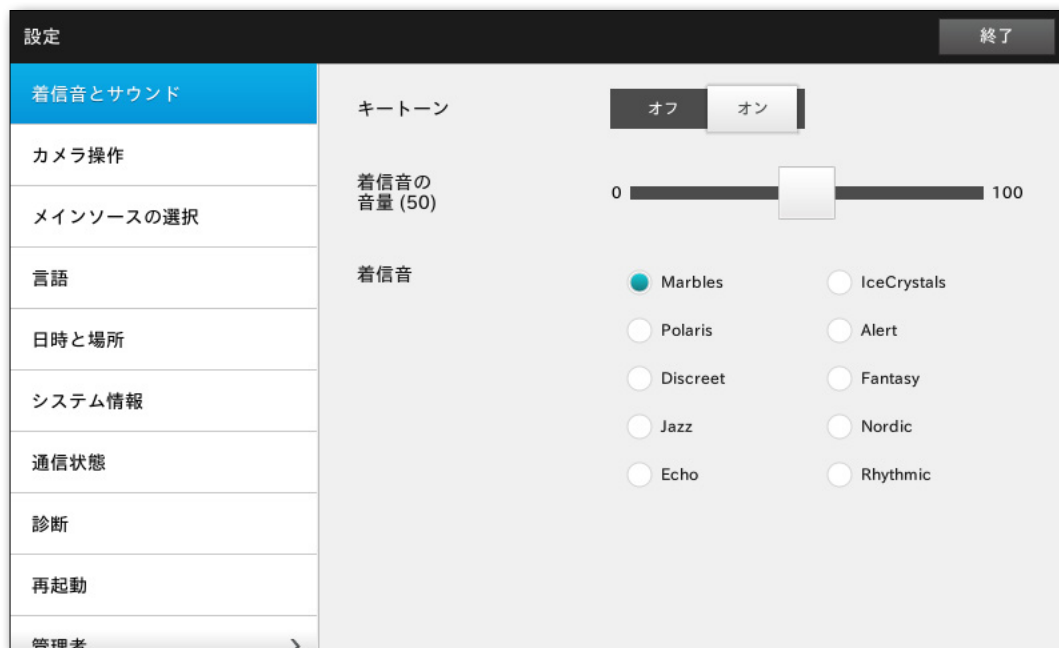 設定
終了
着信音とサウンド
カメラ操作
メインソースの選択
言語
日時と場所
システム情報
通信状態
診断
再起動
管理者
キートーン
オフ オン
着信音の
音量 (50)
0 100
着信音
Marbles IceCrystals
Polaris Alert
Discreet Fantasy
Jazz Nordic
Echo Rhythmic